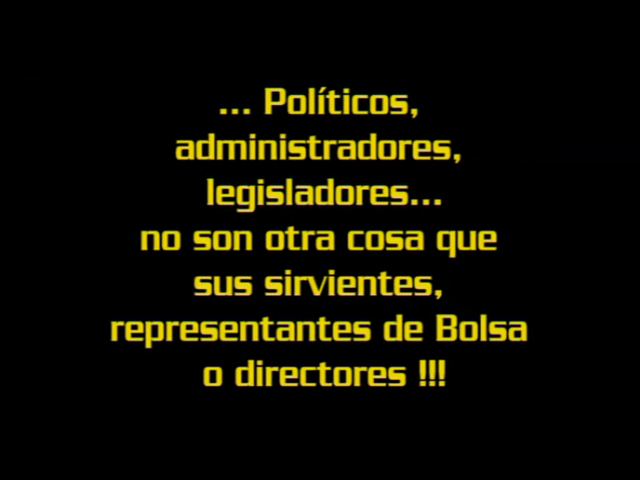 ... Políticos,
administradores,
legisladores...
no son otra cosa que
sus sirvientes,
representantes de Bolsa
o directores !!!